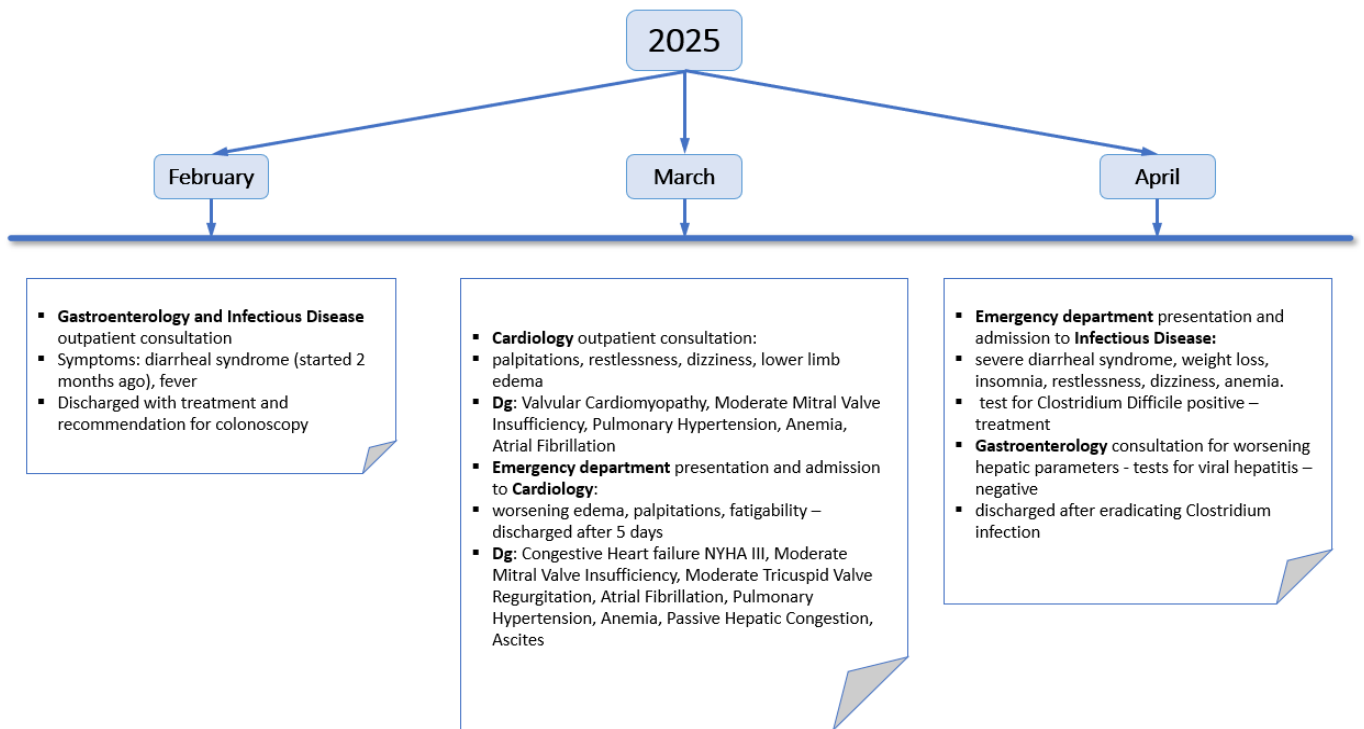 2025
February
March
April
▪ Gastroenterology and Infectious Disease
outpatient consultation
▪ Symptoms: diarrheal syndrome (started 2
months ago), fever
▪ Discharged with treatment and
recommendation for colonoscopy
▪ Cardiology outpatient consultation:
▪ palpitations, restlessness, dizziness, lower limb
edema
▪ Dg: Valvular Cardiomyopathy, Moderate Mitral Valve
Insufficiency, Pulmonary Hypertension, Anemia,
Atrial Fibrillation
▪ Emergency department presentation and admission
to Cardiology:
▪ worsening edema, palpitations, fatigability –
discharged after 5 days
▪ Dg: Congestive Heart failure NYHA III, Moderate
Mitral Valve Insufficiency, Moderate Tricuspid Valve
Regurgitation, Atrial Fibrillation, Pulmonary
Hypertension, Anemia, Passive Hepatic Congestion,
Ascites
▪ Emergency department presentation and
admission to Infectious Disease:
▪ severe diarrheal syndrome, weight loss,
insomnia, restlessness, dizziness, anemia.
▪ test for Clostridium Difficile positive –
treatment
▪ Gastroenterology consultation for worsening
hepatic parameters - tests for viral hepatitis –
negative
▪ discharged after eradicating Clostridium
infection